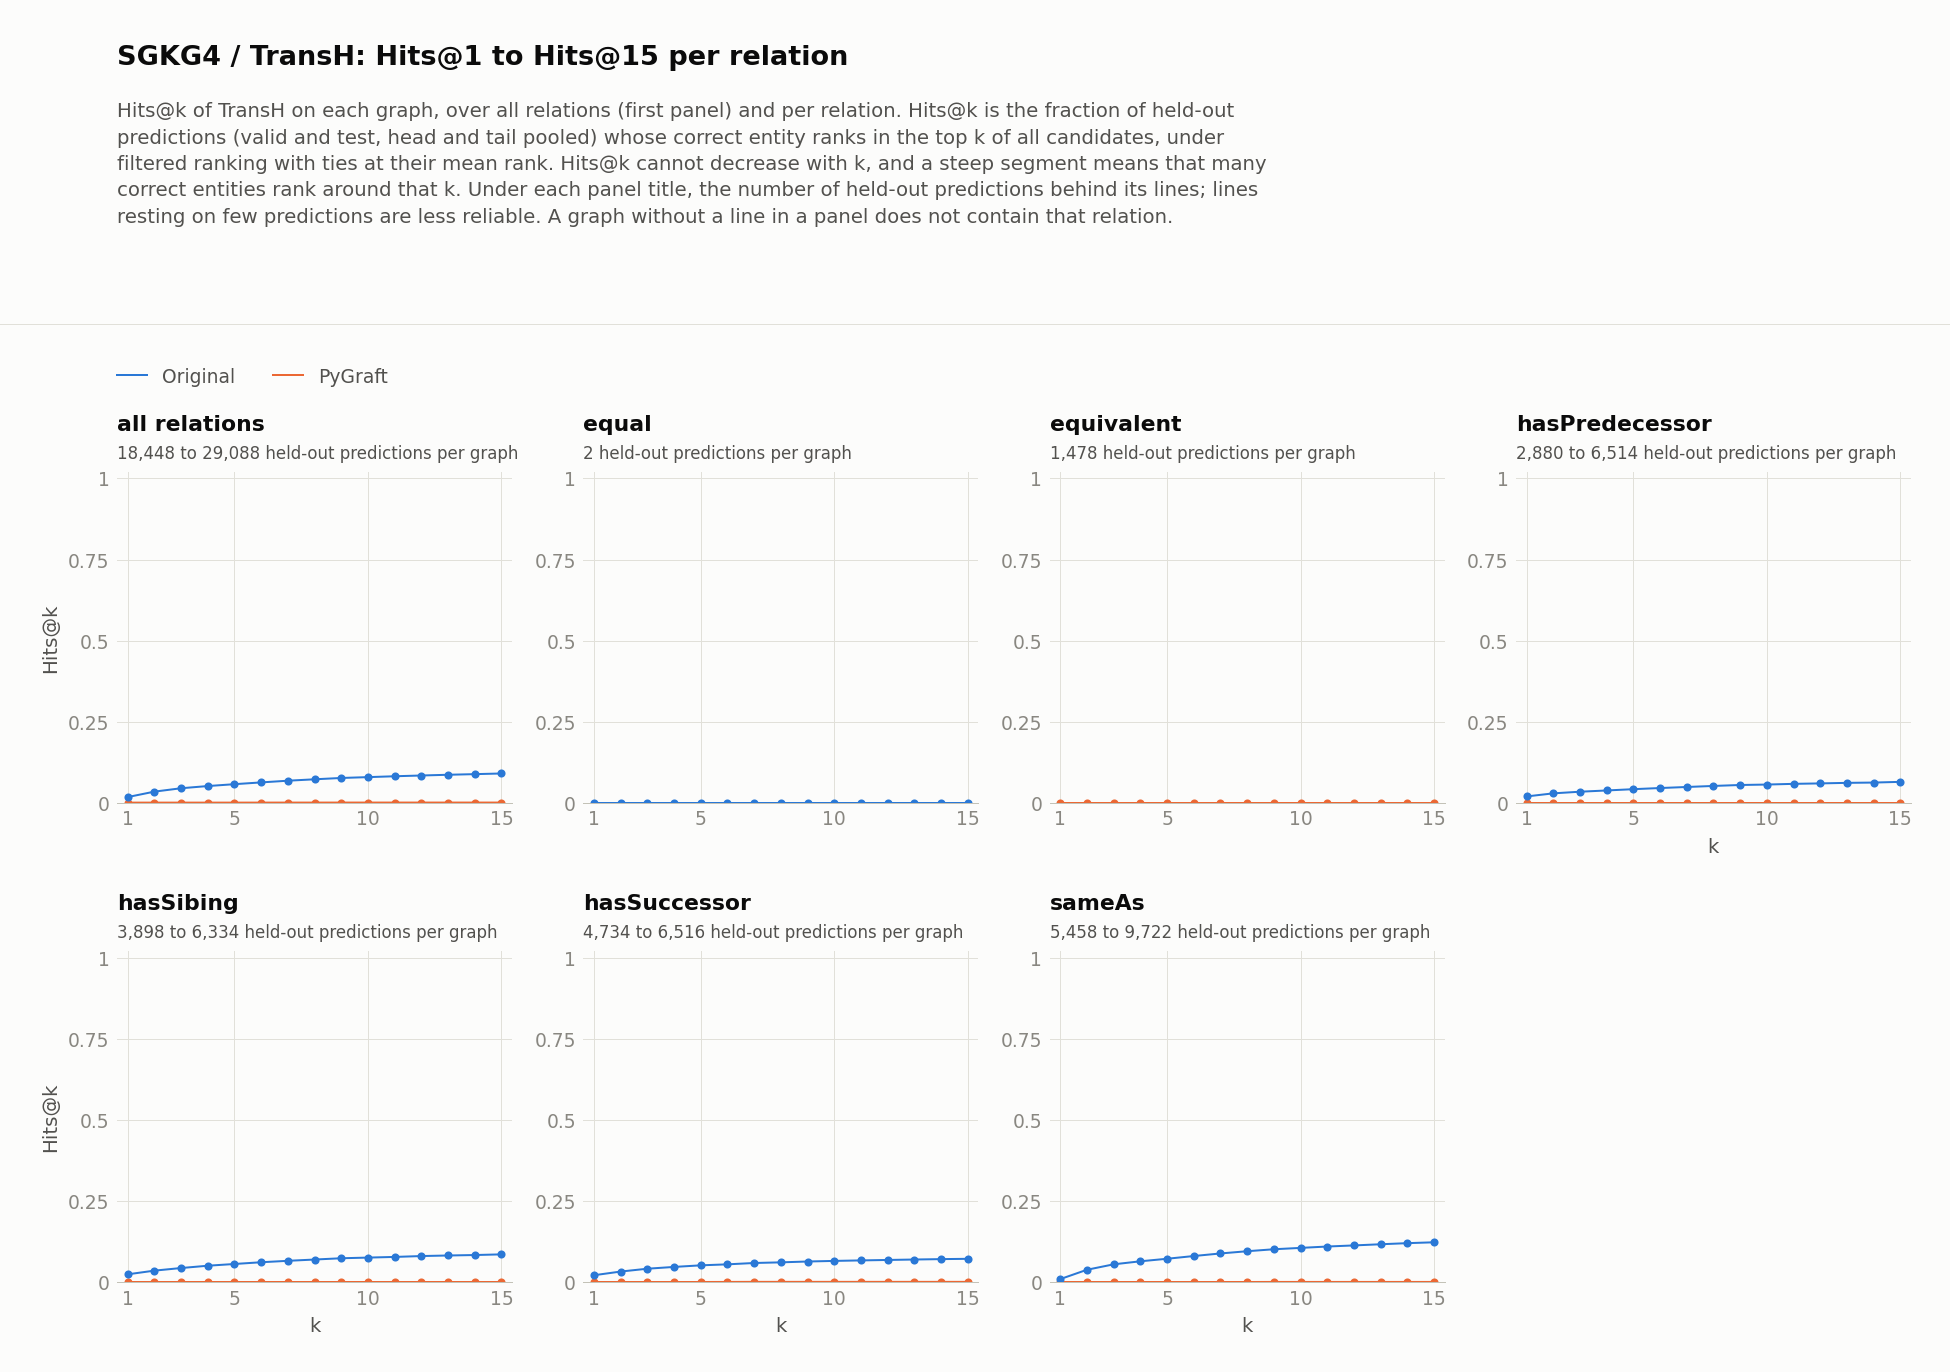 SGKG4 / TransH: Hits@1 to Hits@15 per relation
Hits@k of TransH on each graph, over all relations (first panel) and per relation. Hits@k is the fraction of held-out
predictions (valid and test, head and tail pooled) whose correct entity ranks in the top k of all candidates, under
filtered ranking with ties at their mean rank. Hits@k cannot decrease with k, and a steep segment means that many
correct entities rank around that k. Under each panel title, the number of held-out predictions behind its lines; lines
resting on few predictions are less reliable. A graph without a line in a panel does not contain that relation.
Original PyGraft
all relations
18,448 to 29,088 held-out predictions per graph
1
0.75
0.5
0.25
0
Hits@k
1 5 10 15
equal
2 held-out predictions per graph
1
0.75
0.5
0.25
0
1 5 10 15
equivalent
1,478 held-out predictions per graph
1
0.75
0.5
0.25
0
1 5 10 15
hasPredecessor
2,880 to 6,514 held-out predictions per graph
1
0.75
0.5
0.25
0
1 5 10 15
k
hasSibing
3,898 to 6,334 held-out predictions per graph
1
0.75
0.5
0.25
0
Hits@k
1 5 10 15
k
hasSuccessor
4,734 to 6,516 held-out predictions per graph
1
0.75
0.5
0.25
0
1 5 10 15
k
sameAs
5,458 to 9,722 held-out predictions per graph
1
0.75
0.5
0.25
0
1 5 10 15
k